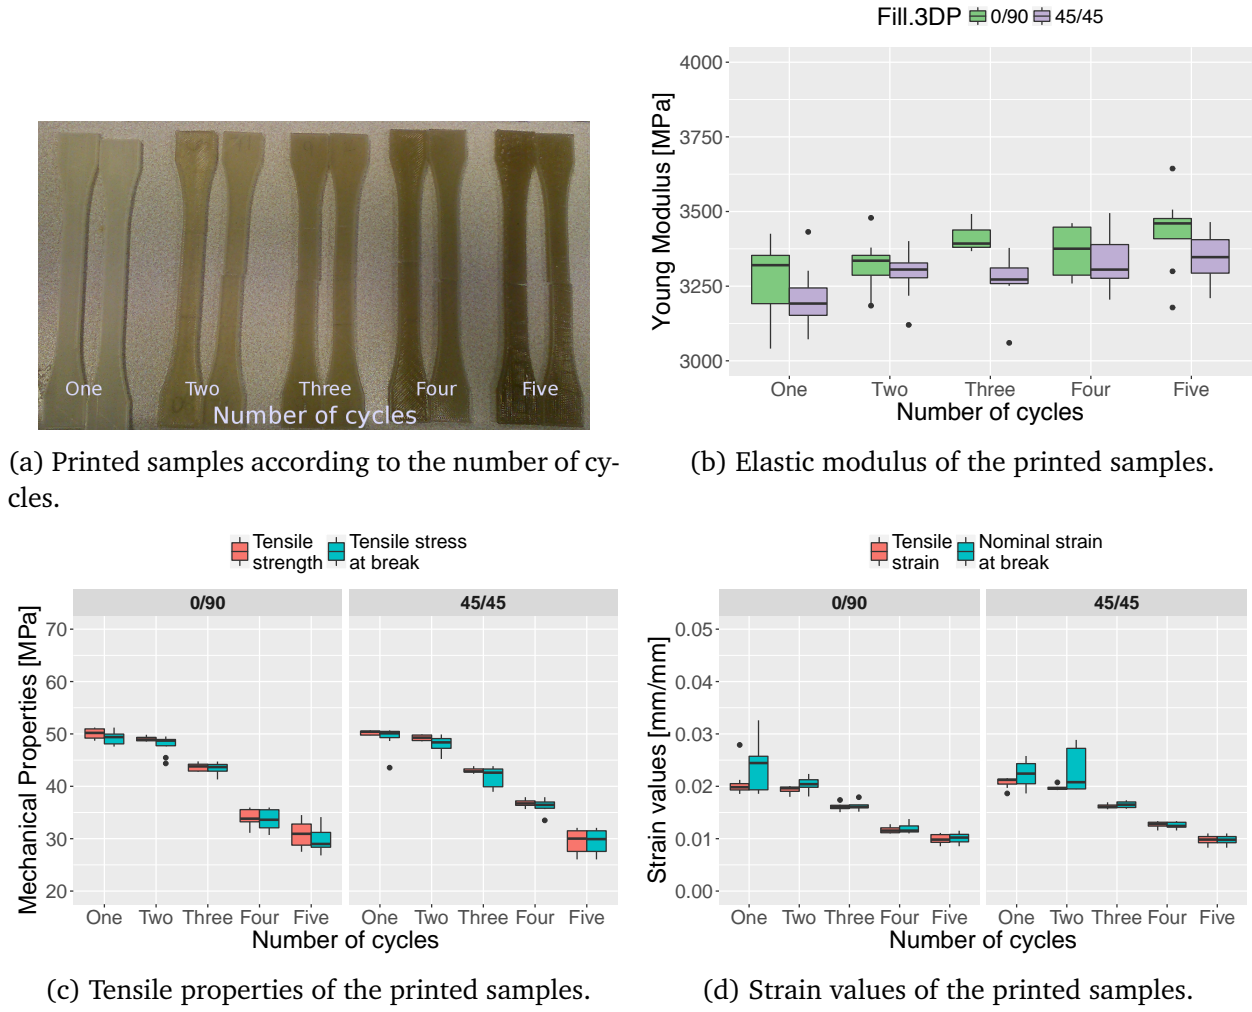 Fill.3DP 0/90 45/45
4000
3750
3500
3250
3000
Young Modulus [MPa]
One Two Three Four Five
Number of cycles
One Two Three Four Five
Number of cycles
(a) Printed samples according to the number of cy-
cles.
(b) Elastic modulus of the printed samples.
Tensile strength Tensile stress at break
0/90 45/45
70
60
50
40
30
20
Mechanical Properties [MPa]
One Two Three Four Five One Two Three Four Five
Number of cycles
(c) Tensile properties of the printed samples.
Tensile strain Nominal strain at break
0/90 45/45
0.05
0.04
0.03
0.02
0.01
0.00
Strain values [mm/mm]
One Two Three Four Five One Two Three Four Five
Number of cycles
(d) Strain values of the printed samples.